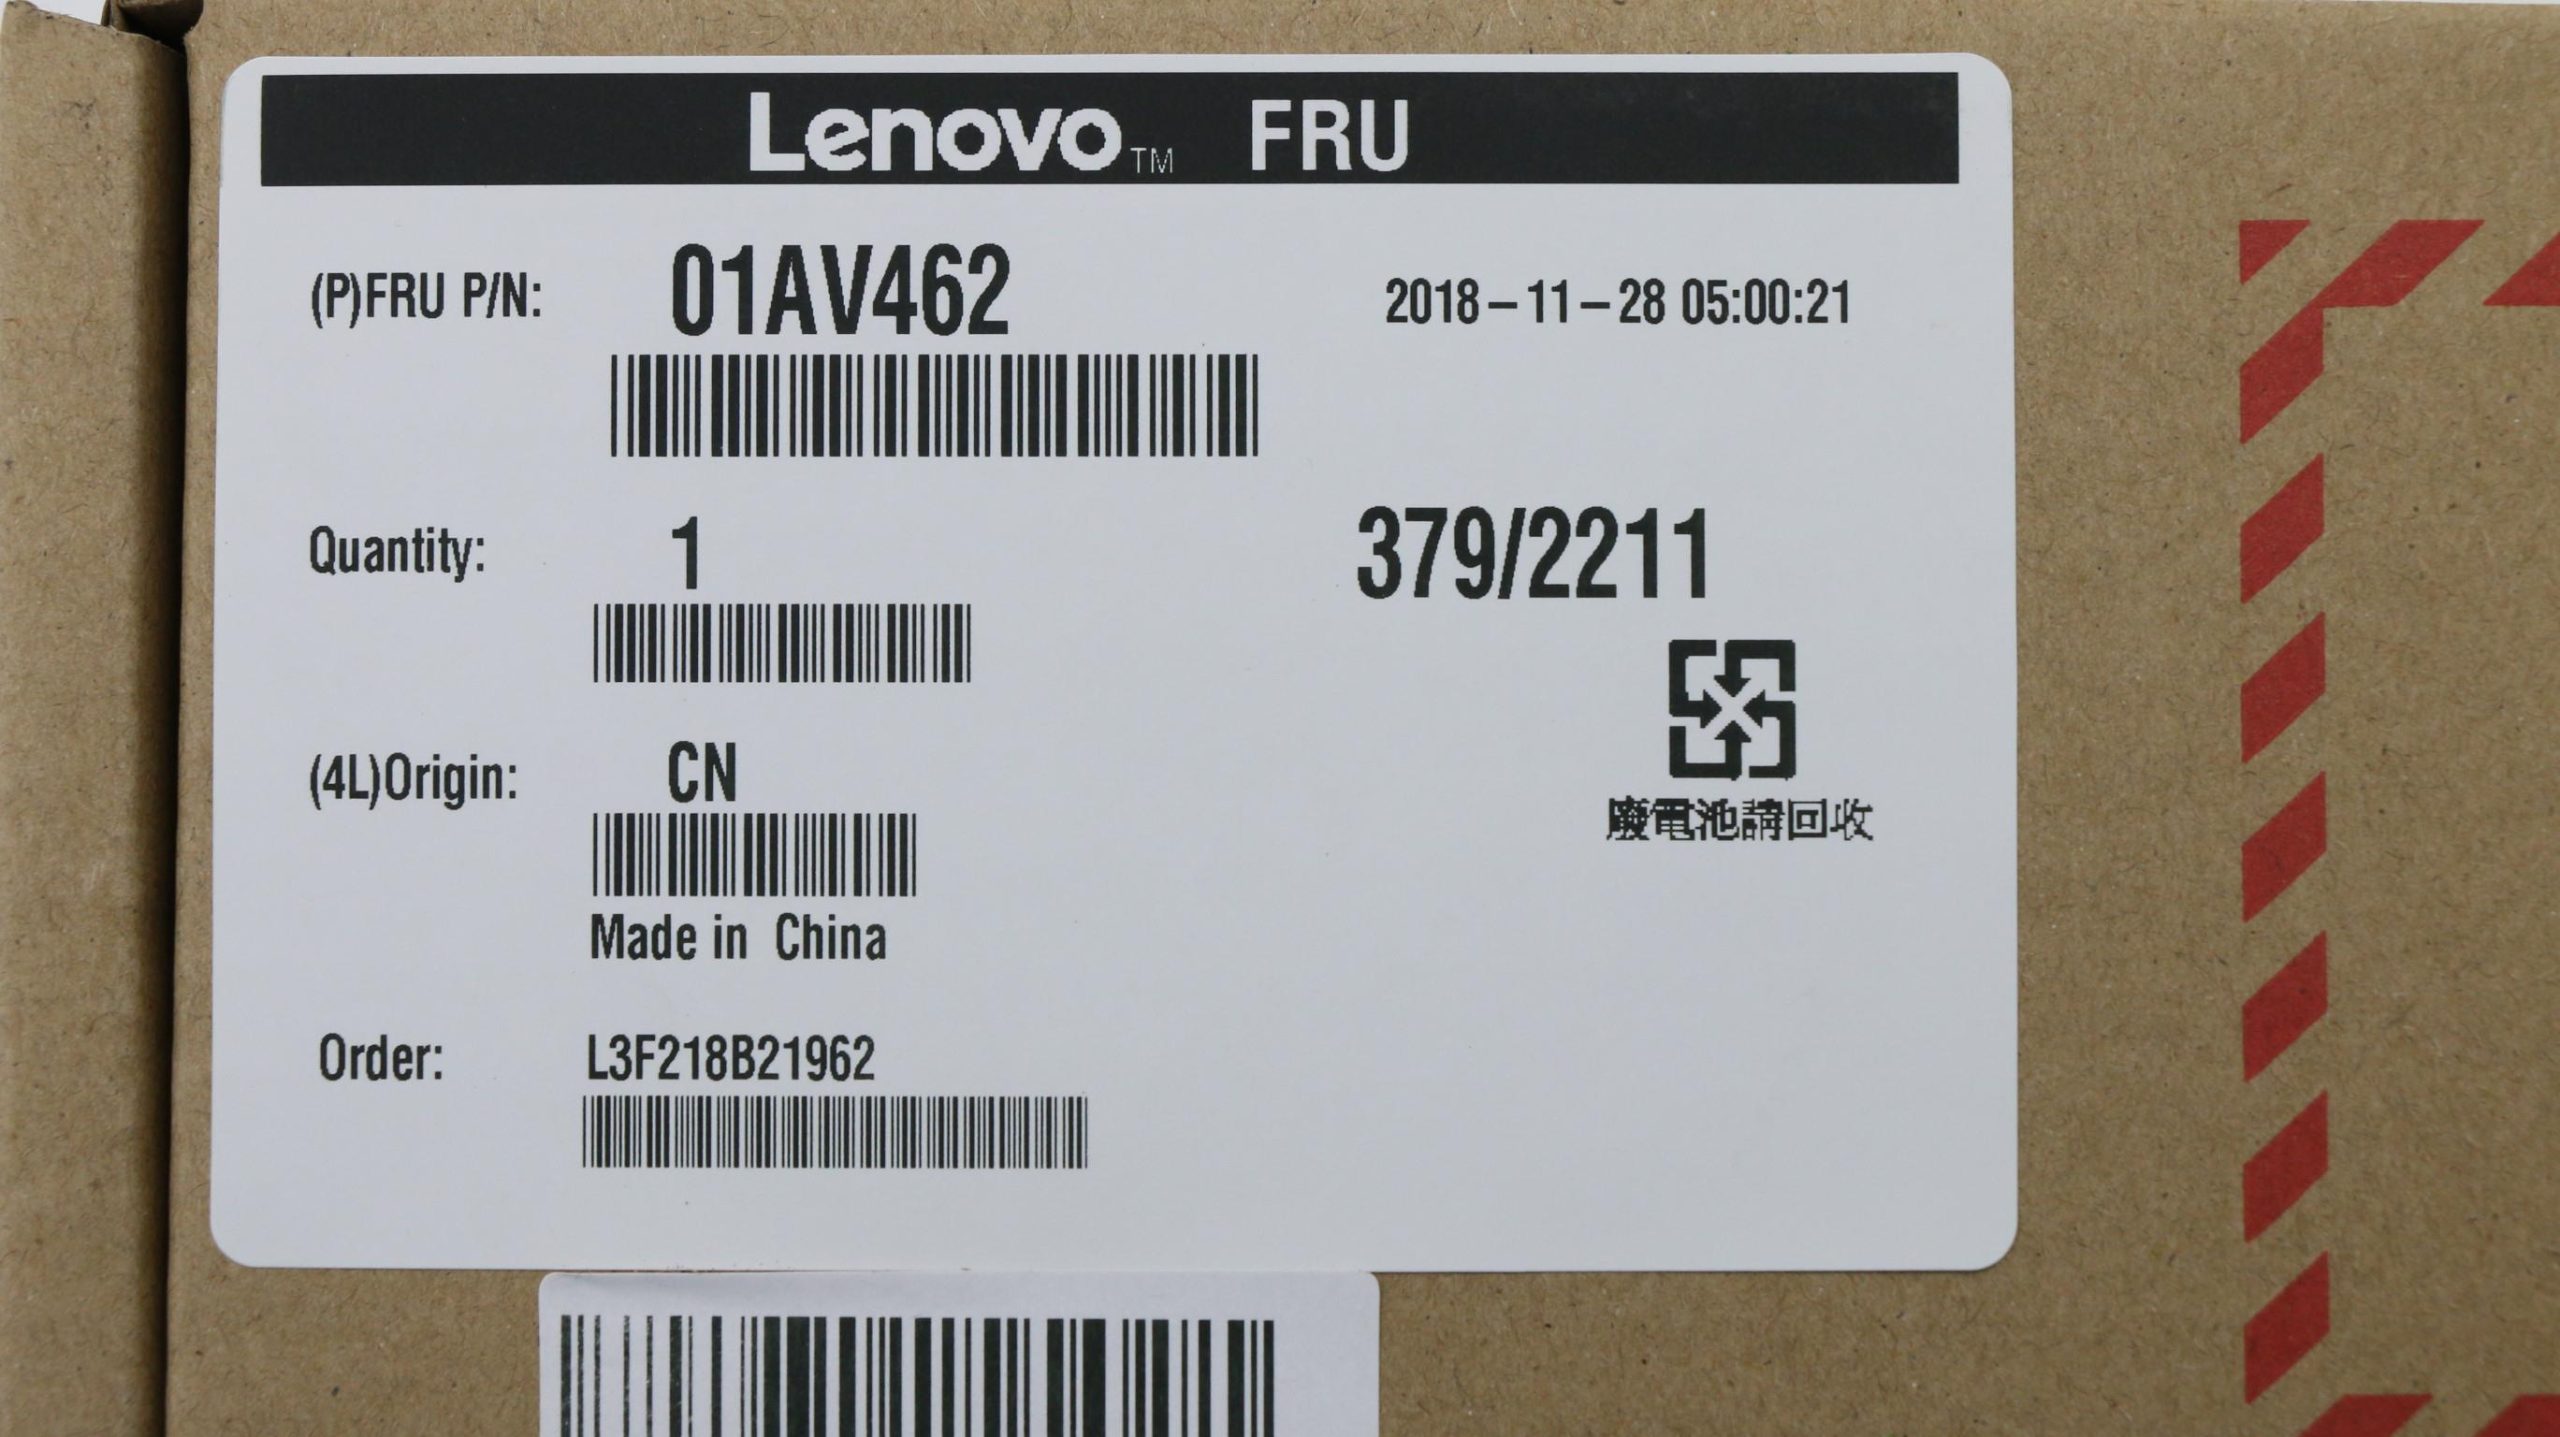 Lenovo™ FRU
(P)FRU P/N: 01AV462 2018-11-28 05:00:21
Quantity: 1 379/2211
(4L)Origin: CN
廢電池請回收
Made in China
Order: L3F218B21962